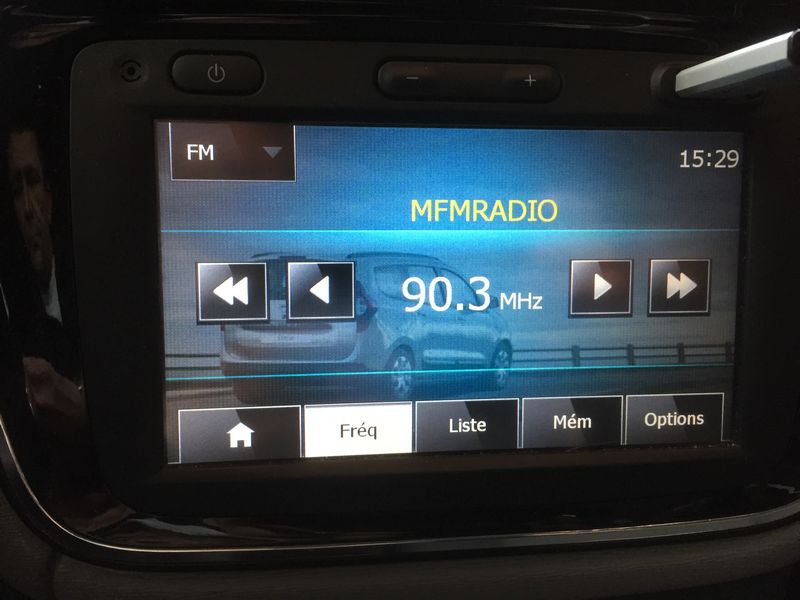 FM
15:29
MFMRADIO
90.3 MHz
Fréq
Liste
Mém
Options